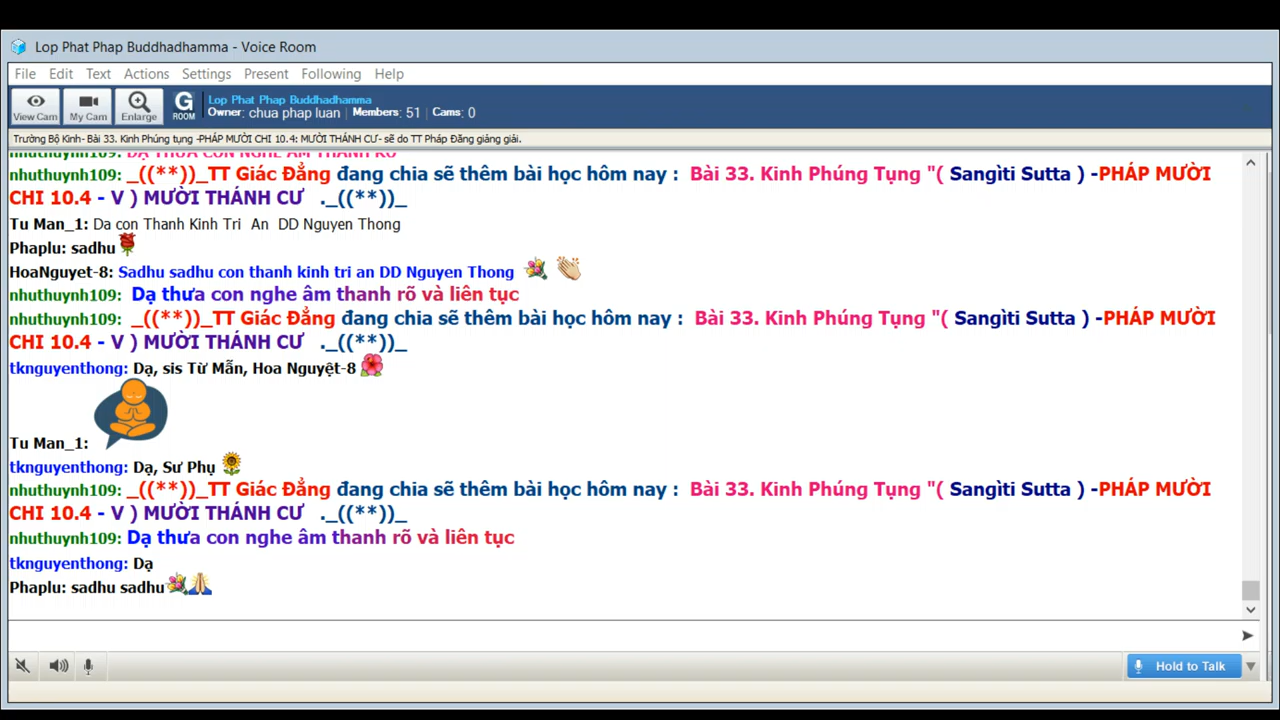 Lop Phat Phap Buddhadhamma - Voice Room
File Edit Text Actions Settings Present Following Help
View Cam My Cam Enlarge G ROOM Lop Phat Phap Buddhadhamma
Owner: chua phap luan | Members: 51 | Cams: 0
Trường Bộ Kinh- Bài 33. Kinh Phúng tụng -PHÁP MƯỜI CHI 10.4: MƯỜI THÁNH CƯ- sẽ do TT Pháp Đăng giảng giải.
nhuthuynh109: DẠ THƯA CON NGHE ÂM THANH RÕ
nhuthuynh109: _((**))_TT Giác Đẳng đang chia sẽ thêm bài học hôm nay : Bài 33. Kinh Phúng Tụng "( Sangìti Sutta ) -PHÁP MƯỜI
CHI 10.4 - V ) MƯỜI THÁNH CƯ ._((**))_
Tu Man_1: Da con Thanh Kinh Tri An DD Nguyen Thong
Phaplu: sadhu
HoaNguyet-8: Sadhu sadhu con thanh kinh tri an DD Nguyen Thong
nhuthuynh109: Dạ thưa con nghe âm thanh rõ và liên tục
nhuthuynh109: _((**))_TT Giác Đẳng đang chia sẽ thêm bài học hôm nay : Bài 33. Kinh Phúng Tụng "( Sangìti Sutta ) -PHÁP MƯỜI
CHI 10.4 - V ) MƯỜI THÁNH CƯ ._((**))_
tknguyenthong: Dạ, sis Từ Mẫn, Hoa Nguyệt-8
Tu Man_1:
tknguyenthong: Dạ, Sư Phụ
nhuthuynh109: _((**))_TT Giác Đẳng đang chia sẽ thêm bài học hôm nay : Bài 33. Kinh Phúng Tụng "( Sangìti Sutta ) -PHÁP MƯỜI
CHI 10.4 - V ) MƯỜI THÁNH CƯ ._((**))_
nhuthuynh109: Dạ thưa con nghe âm thanh rõ và liên tục
tknguyenthong: Dạ
Phaplu: sadhu sadhu
Hold to Talk